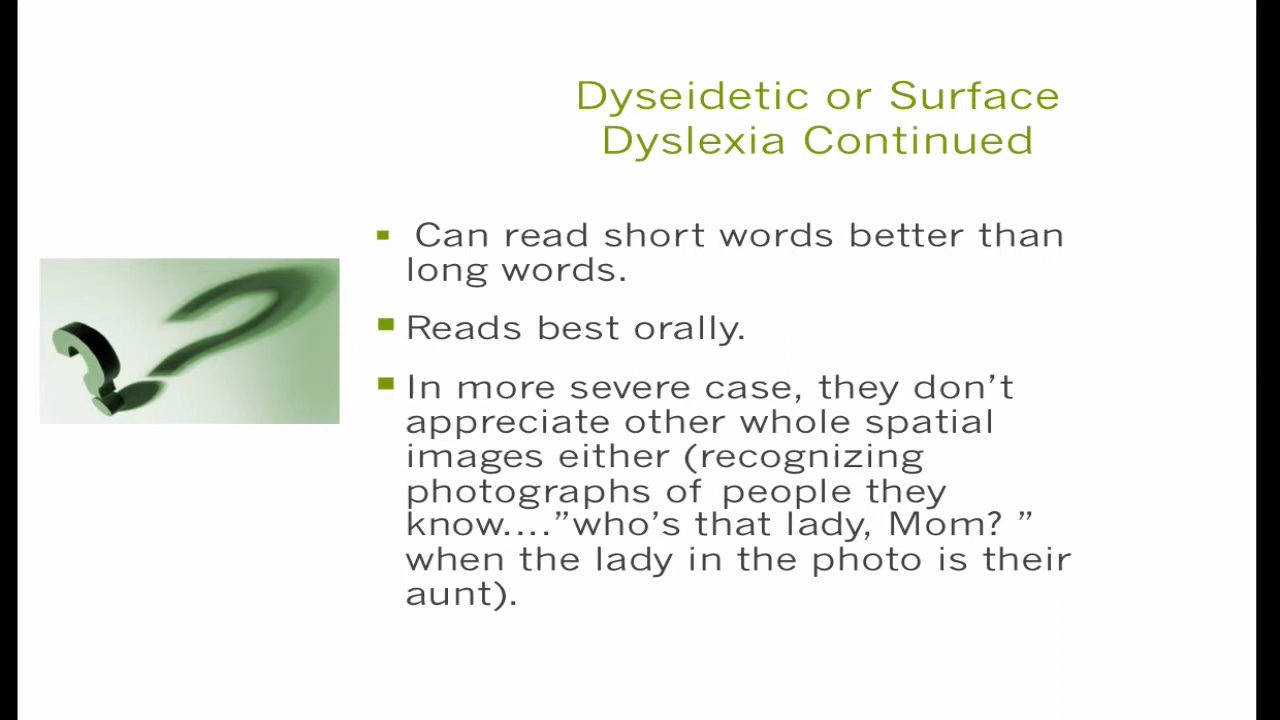 Dyseidetic or Surface
Dyslexia Continued
▪ Can read short words better than
long words.
▪ Reads best orally.
▪ In more severe case, they don’t
appreciate other whole spatial
images either (recognizing
photographs of people they
know....”who’s that lady, Mom? ”
when the lady in the photo is their
aunt).